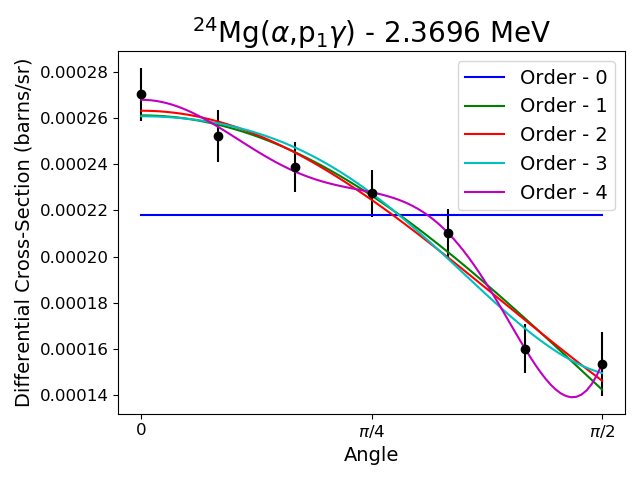 ²⁴Mg(α,p₁γ) - 2.3696 MeV
Differential Cross-Section (barns/sr)
0.00028
0.00026
0.00024
0.00022
0.00020
0.00018
0.00016
0.00014
Order - 0
Order - 1
Order - 2
Order - 3
Order - 4
0
π/4
π/2
Angle